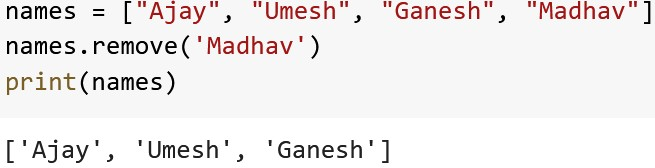 names = ["Ajay", "Umesh", "Ganesh", "Madhav"]
names.remove('Madhav')
print(names)
['Ajay', 'Umesh', 'Ganesh']